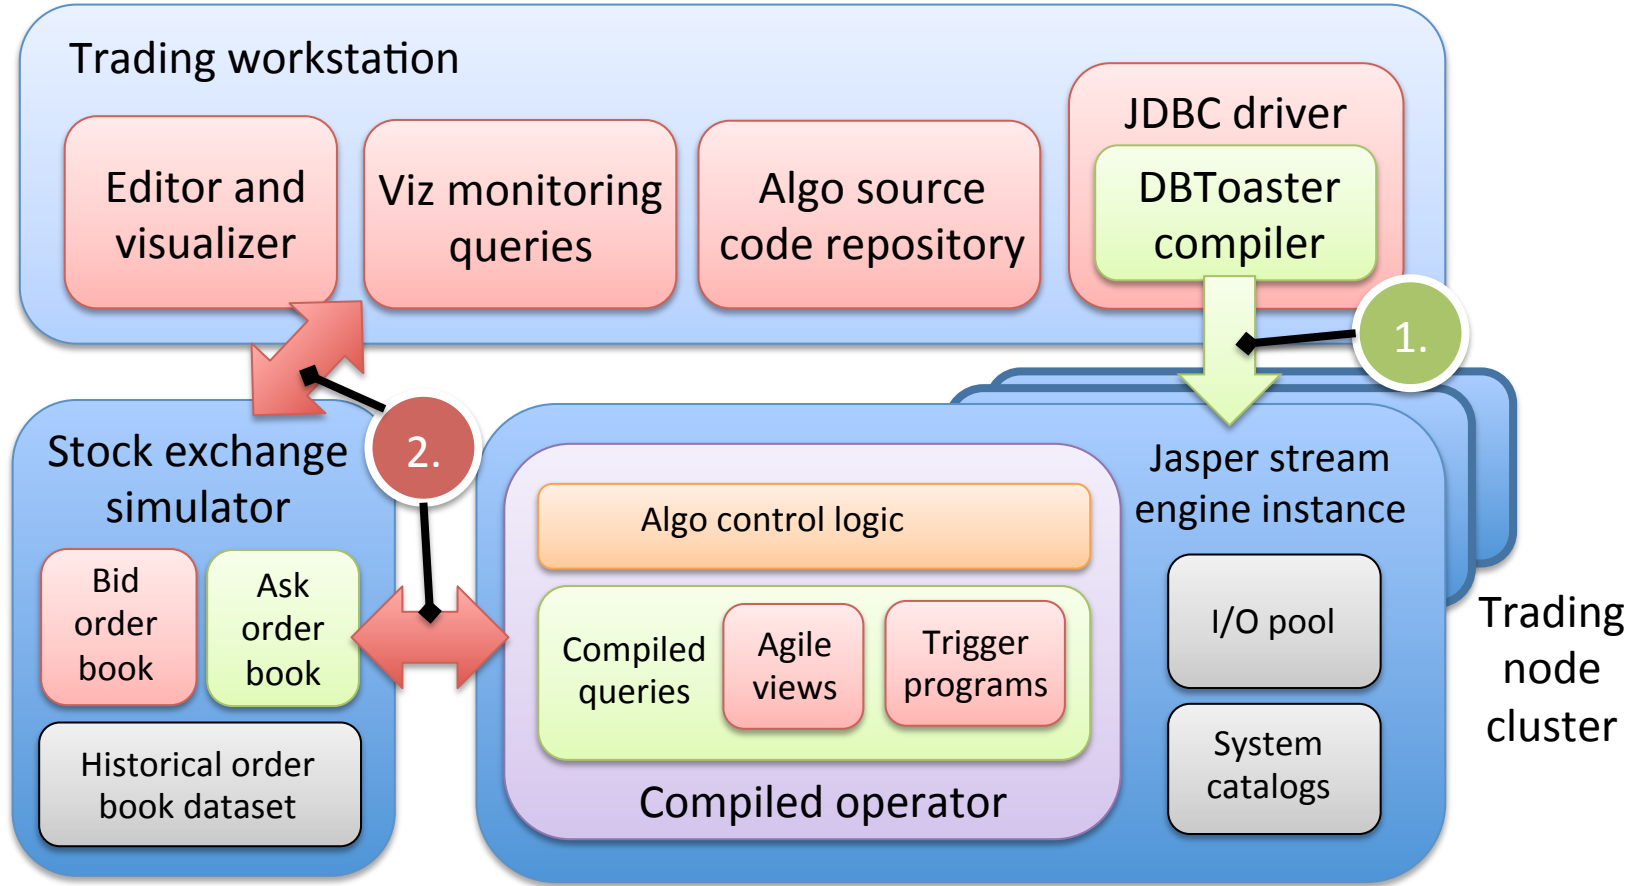 Trading workstation
Editor and
visualizer
Viz monitoring
queries
Algo source
code repository
JDBC driver
DBToaster
compiler
1.
2.
Stock exchange
simulator
Bid
order
book
Ask
order
book
Historical order
book dataset
Algo control logic
Compiled
queries
Agile
views
Trigger
programs
Compiled operator
Jasper stream
engine instance
I/O pool
System
catalogs
Trading
node
cluster